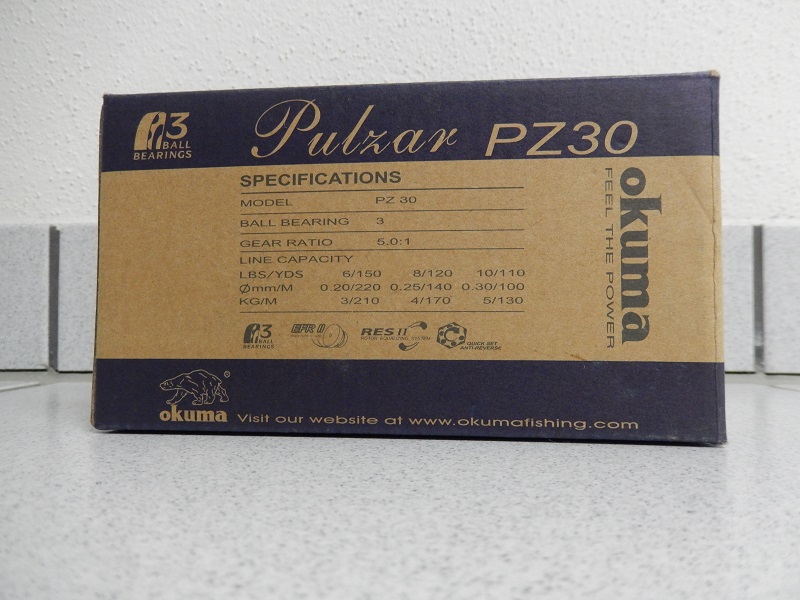 3
BALL
BEARINGS
Pulzar PZ30
SPECIFICATIONS
MODEL PZ 30
BALL BEARING 3
GEAR RATIO 5.0:1
LINE CAPACITY
LBS/YDS 6/150 8/120 10/110
Ømm/M 0.20/220 0.25/140 0.30/100
KG/M 3/210 4/170 5/130
okuma
FEEL THE POWER
3
BALL
BEARINGS
RES II
QUICK SET
ANTI-REVERSE
®
okuma
Visit our website at www.okumafishing.com